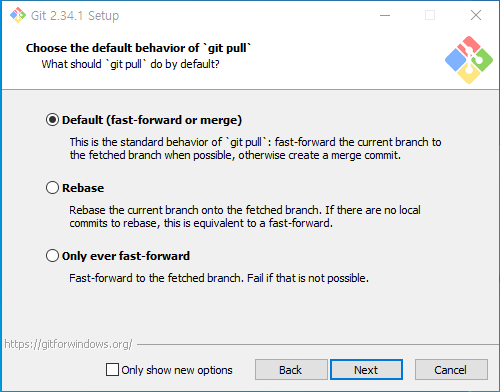 Git 2.34.1 Setup
Choose the default behavior of `git pull`
What should `git pull` do by default?
Default (fast-forward or merge)
This is the standard behavior of `git pull`: fast-forward the current branch to
the fetched branch when possible, otherwise create a merge commit.
Rebase
Rebase the current branch onto the fetched branch. If there are no local
commits to rebase, this is equivalent to a fast-forward.
Only ever fast-forward
Fast-forward to the fetched branch. Fail if that is not possible.
https://gitforwindows.org/
Only show new options
Back
Next
Cancel